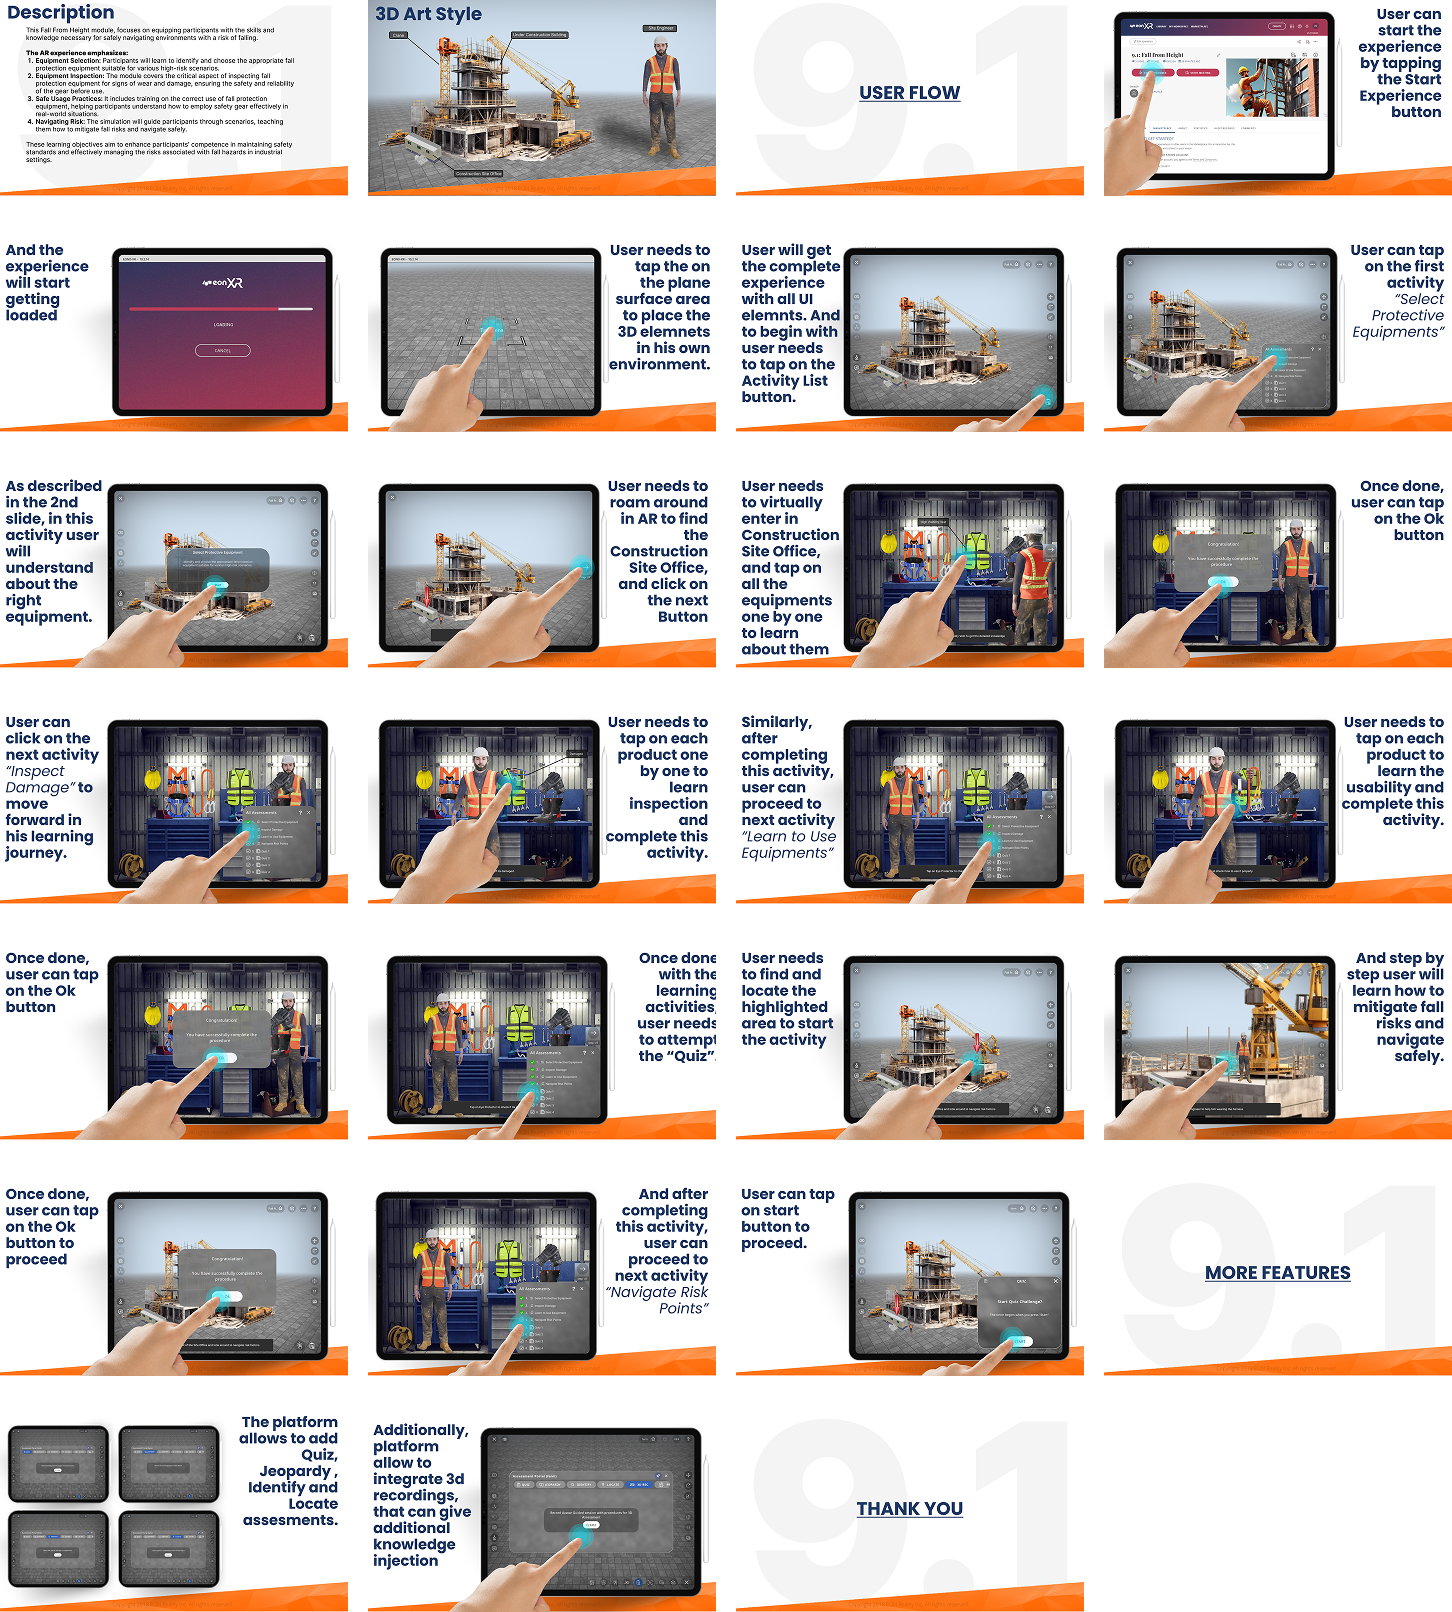 Description
This Fall From Height module, focuses on equipping participants with the skills and
knowledge necessary for safely navigating environments with a risk of falling.
The AR experience emphasizes:
1. Equipment Selection: Participants will learn to identify and choose the appropriate fall
protection equipment suitable for various high-risk scenarios.
2. Equipment Inspection: The module covers the critical aspect of inspecting fall
protection equipment for signs of wear and damage, ensuring the safety and reliability
of the gear before use.
3. Safe Usage Practices: It includes training on the correct use of fall protection
equipment, helping participants understand how to employ safety gear effectively in
real-world situations.
4. Navigating Risk: The simulation will guide participants through scenarios, teaching
them how to mitigate fall risks and navigate safely.
These learning objectives aim to enhance participants' competence in maintaining safety
standards and effectively managing the risks associated with fall hazards in industrial
settings.
3D Art Style
Crane
Under Construction Building
Site Engineer
Construction Site Office
9.1
USER FLOW
9.1: Fall from Height
User can
start the
experience
by tapping
the Start
Experience
button
And the
experience
will start
getting
loaded
eonXR
LOADING
CANCEL
User needs to
tap the on
the plane
surface area
to place the
3D elemnets
in his own
environment.
User will get
the complete
experience
with all UI
elemnts. And
to begin with
user needs
to tap on the
Activity List
button.
User can tap
on the first
activity
“Select
Protective
Equipments”
All Assessments
As described
in the 2nd
slide, in this
activity user
will
understand
about the
right
equipment.
Select Protective Equipment
User needs to
roam around
in AR to find
the
Construction
Site Office,
and click on
the next
Button
User needs
to virtually
enter in
Construction
Site Office,
and tap on
all the
equipments
one by one
to learn
about them
Congratulation!
You have successfully complete the
procedure
Once done,
user can tap
on the Ok
button
User can
click on the
next activity
“Inspect
Damage” to
move
forward in
his learning
journey.
All Assessments
Damaged
User needs to
tap on each
product one
by one to
learn
inspection
and
complete this
activity.
Similarly,
after
completing
this activity,
user can
proceed to
next activity
“Learn to Use
Equipments”
All Assessments
User needs to
tap on each
product to
learn the
usability and
complete this
activity.
Once done,
user can tap
on the Ok
button
Congratulation!
You have successfully complete the
procedure
All Assessments
Once done
with the
learning
activities,
user needs
to attempt
the “Quiz”.
User needs
to find and
locate the
highlighted
area to start
the activity
And step by
step user will
learn how to
mitigate fall
risks and
navigate
safely.
Once done,
user can tap
on the Ok
button to
proceed
Congratulation!
You have successfully complete the
procedure
All Assessments
And after
completing
this activity,
user can
proceed to
next activity
“Navigate Risk
Points”
User can tap
on start
button to
proceed.
QUIZ
Start Quiz Challenge?
9.1
MORE FEATURES
The platform
allows to add
Quiz,
Jeopardy ,
Identify and
Locate
assesments.
Additionally,
platform
allow to
integrate 3d
recordings,
that can give
additional
knowledge
injection
QUIZ
JEOPARDY
IDENTIFY
LOCATE
9.1
THANK YOU